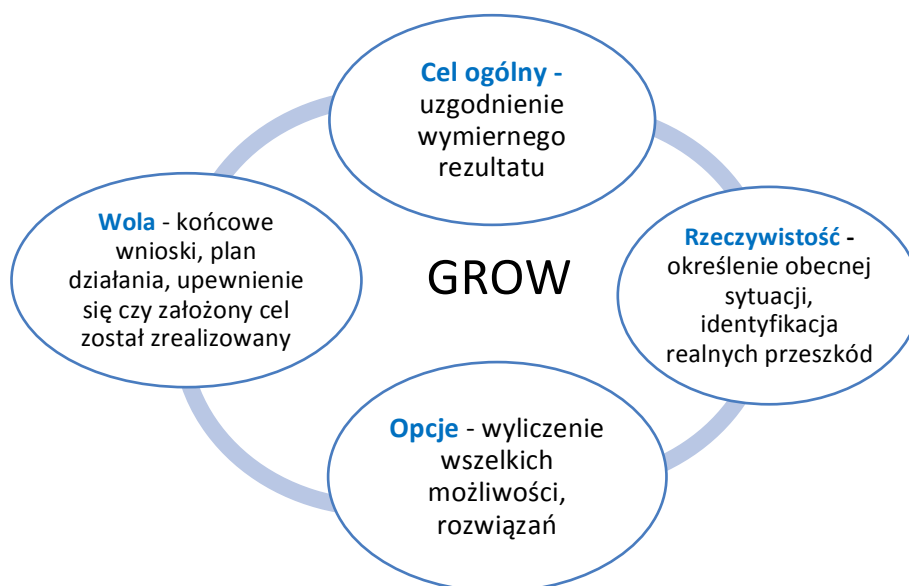 Cel ogólny -
uzgodnienie
wymiernego
rezultatu
Rzeczywistość -
określenie obecnej
sytuacji,
identyfikacja
realnych przeszkód
Opcje - wyliczenie
wszelkich
możliwości,
rozwiązań
Wola - końcowe
wnioski, plan
działania, upewnienie
się czy założony cel
został zrealizowany
GROW